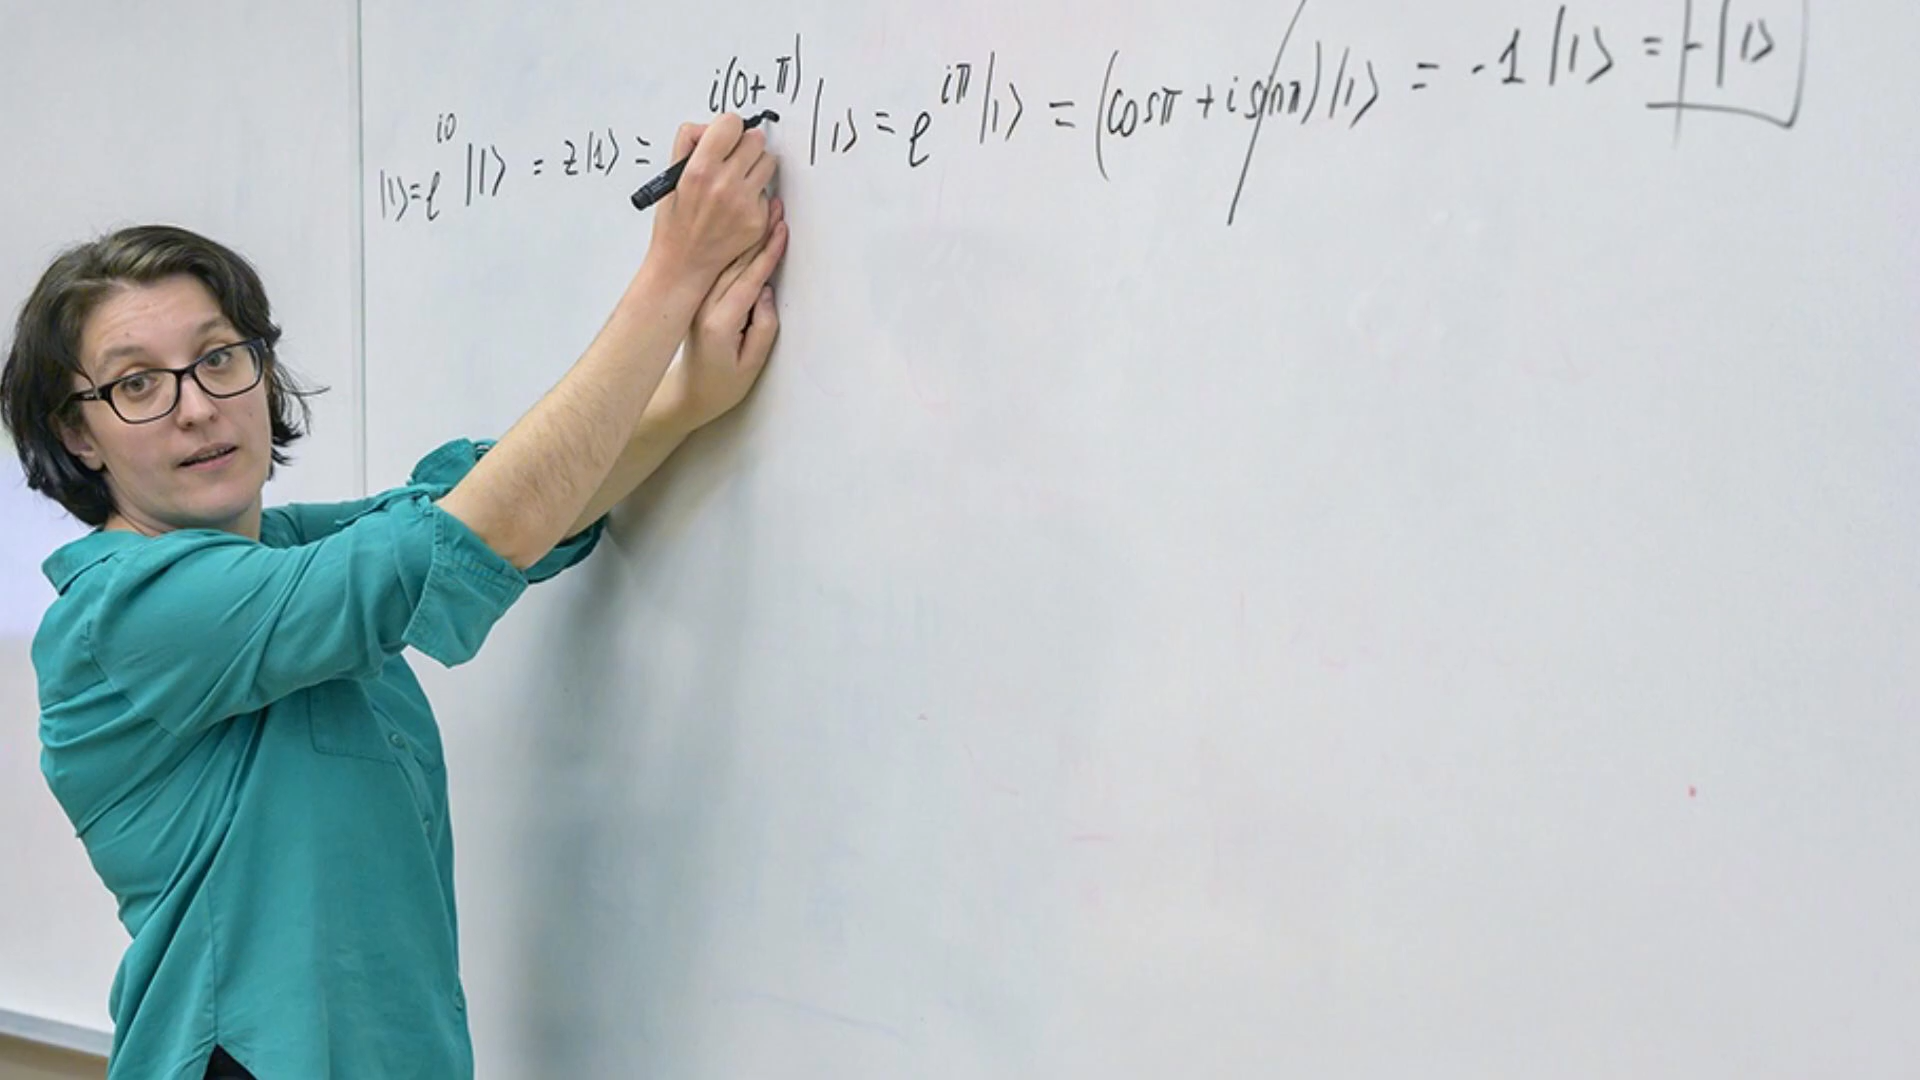 |1⟩=e^{i0} |1⟩ = z|1⟩ = i(0+π) |1⟩ = e^{iπ}|1⟩ = (cosπ + i sinπ)|1⟩ = -1 |1⟩ = -|1⟩